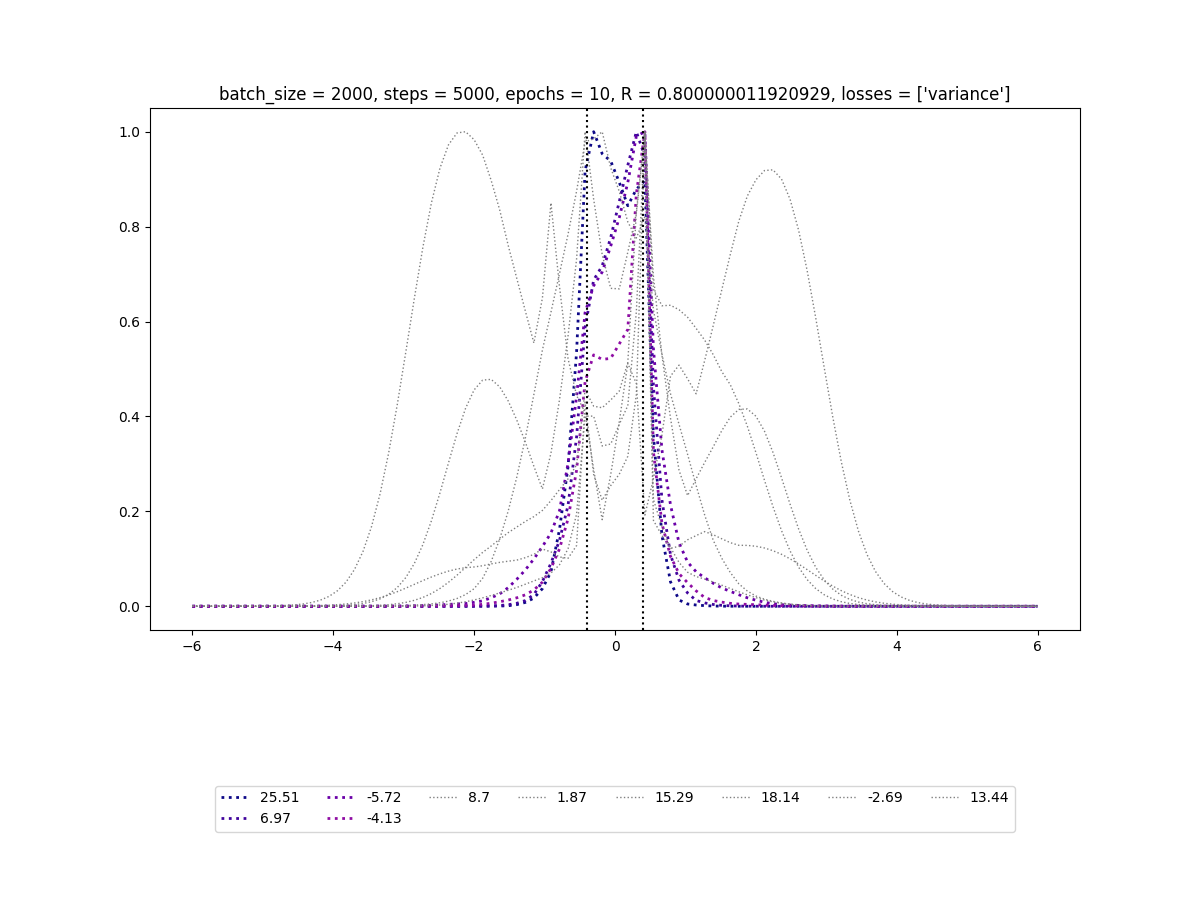 batch_size = 2000, steps = 5000, epochs = 10, R = 0.800000011920929, losses = ['variance']
1.0
0.8
0.6
0.4
0.2
0.0
−6 −4 −2 0 2 4 6
25.51 -5.72 8.7 1.87 15.29 18.14 -2.69 13.44
6.97 -4.13